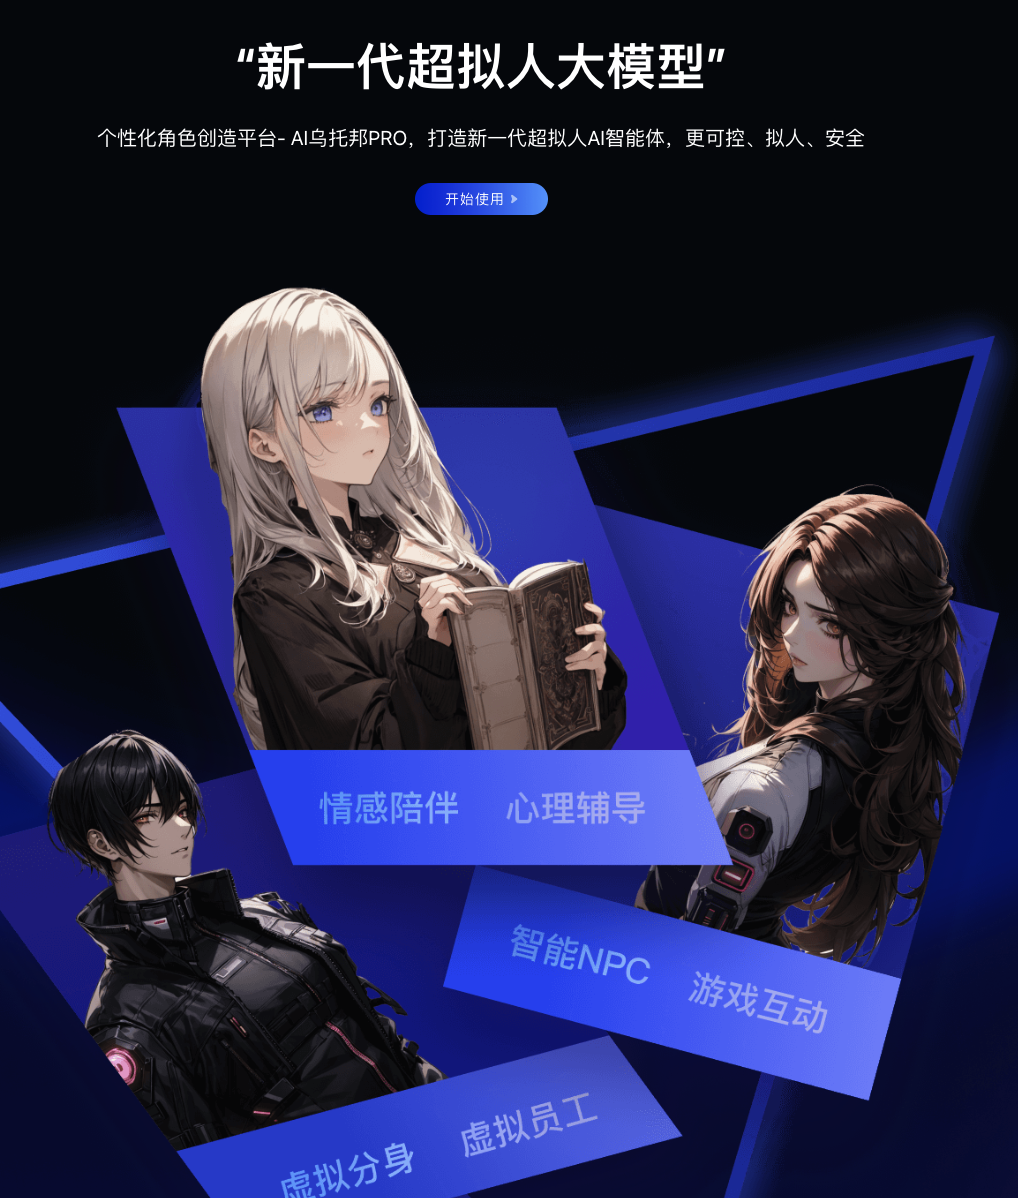 “新一代超拟人大模型”
个性化角色创造平台- AI乌托邦PRO，打造新一代超拟人AI智能体，更可控、拟人、安全
开始使用
情感陪伴 心理辅导
智能NPC 游戏互动
虚拟分身 虚拟员工